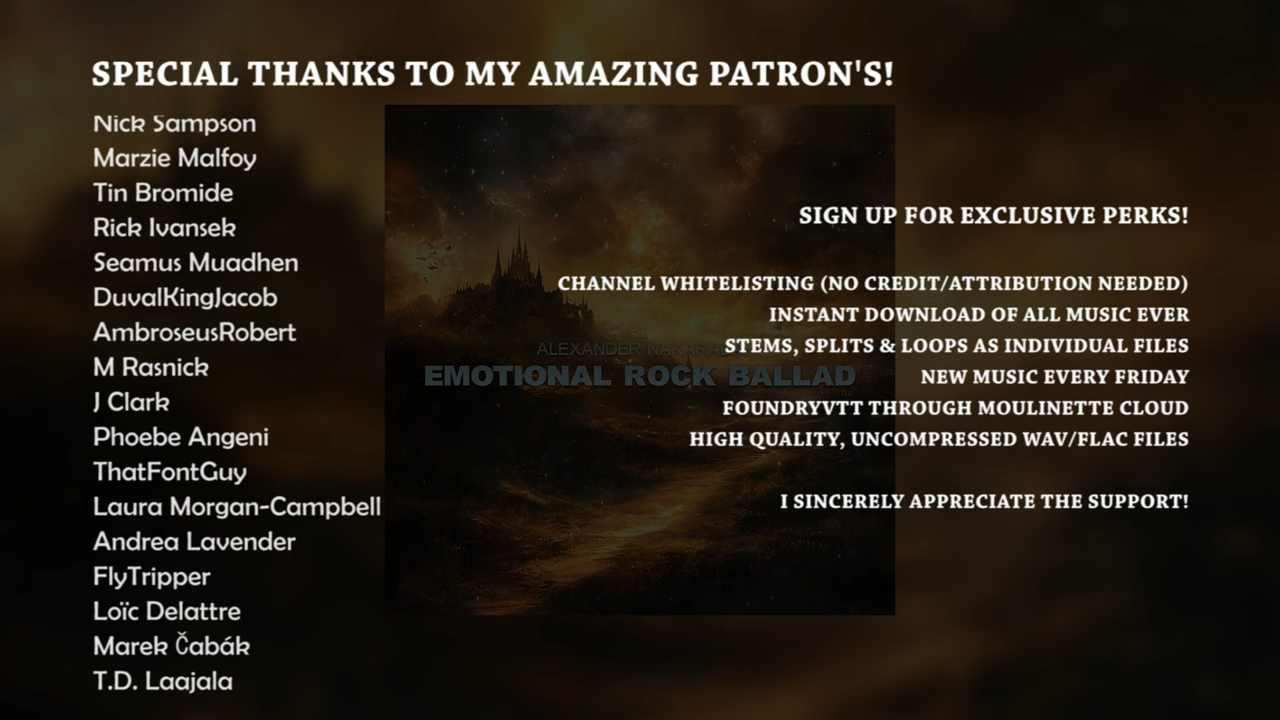 SPECIAL THANKS TO MY AMAZING PATRON'S!
Nick Sampson
Marzie Malfoy
Tin Bromide
Rick Ivansek
Seamus Muadhen
DuvalKingJacob
AmbroseusRobert
M Rasnick
J Clark
Phoebe Angeni
ThatFontGuy
Laura Morgan-Campbell
Andrea Lavender
FlyTripper
Loïc Delattre
Marek Čabák
T.D. Laajala
ALEXANDER
EMOTIONAL ROCK BALLAD
SIGN UP FOR EXCLUSIVE PERKS!
CHANNEL WHITELISTING (NO CREDIT/ATTRIBUTION NEEDED)
INSTANT DOWNLOAD OF ALL MUSIC EVER
STEMS, SPLITS & LOOPS AS INDIVIDUAL FILES
NEW MUSIC EVERY FRIDAY
FOUNDRYVTT THROUGH MOULINETTE CLOUD
HIGH QUALITY, UNCOMPRESSED WAV/FLAC FILES
I SINCERELY APPRECIATE THE SUPPORT!